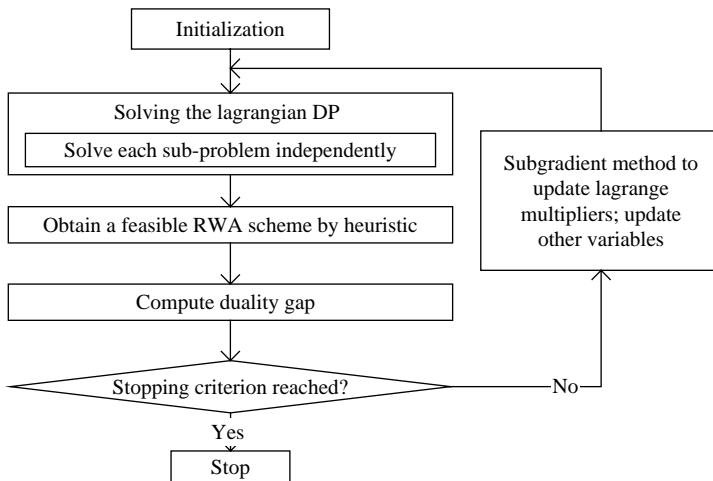 Initialization
Solving the lagrangian DP
Solve each sub-problem independently
Obtain a feasible RWA scheme by heuristic
Compute duality gap
Stopping criterion reached?
Yes
Stop
No
Subgradient method to
update lagrange
multipliers; update
other variables